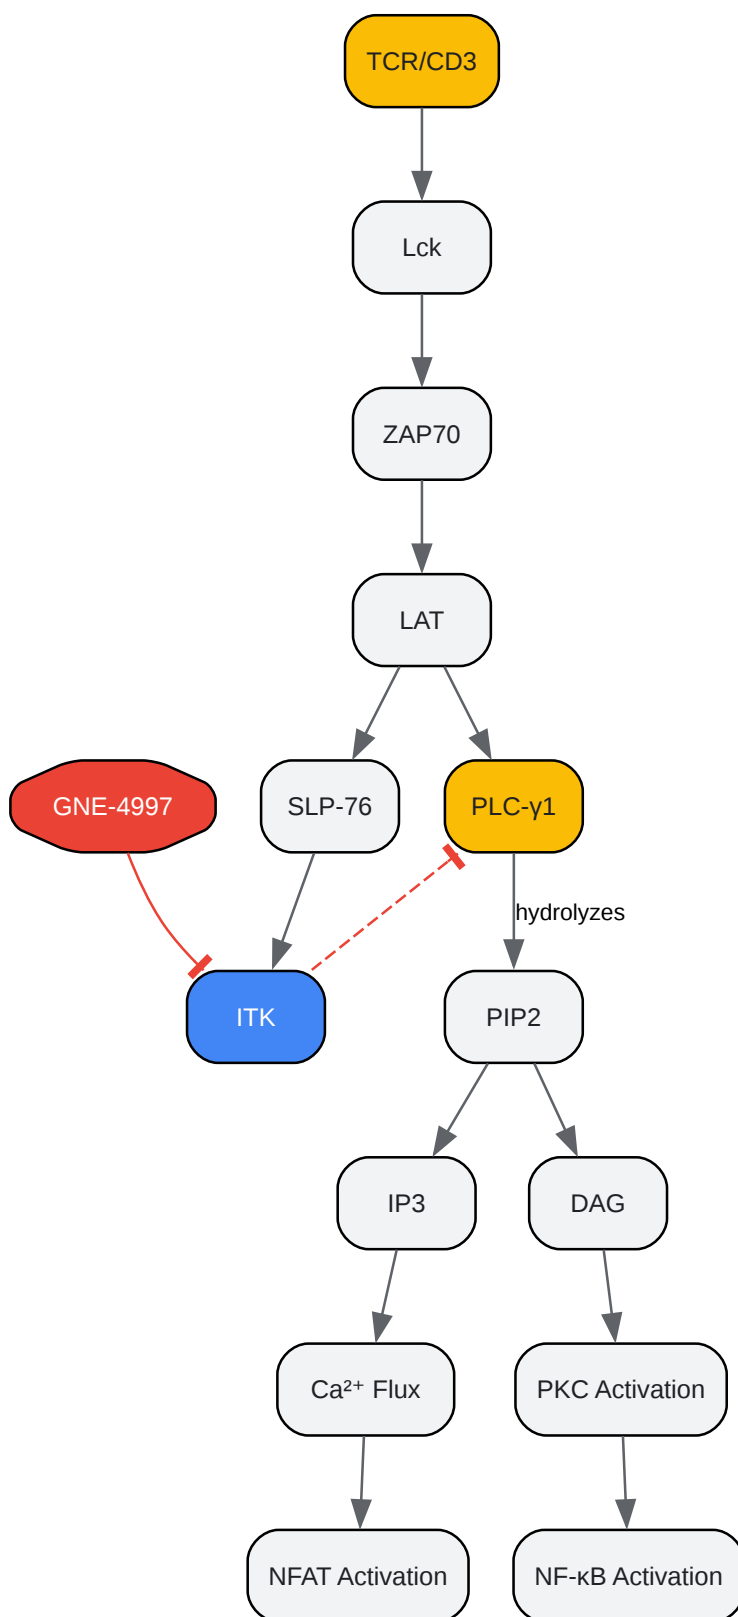 TCR/CD3
Lck
ZAP70
LAT
GNE-4997
SLP-76
PLC-γ1
hydrolyzes
ITK
PIP2
IP3
DAG
Ca²⁺ Flux
PKC Activation
NFAT Activation
NF-κB Activation